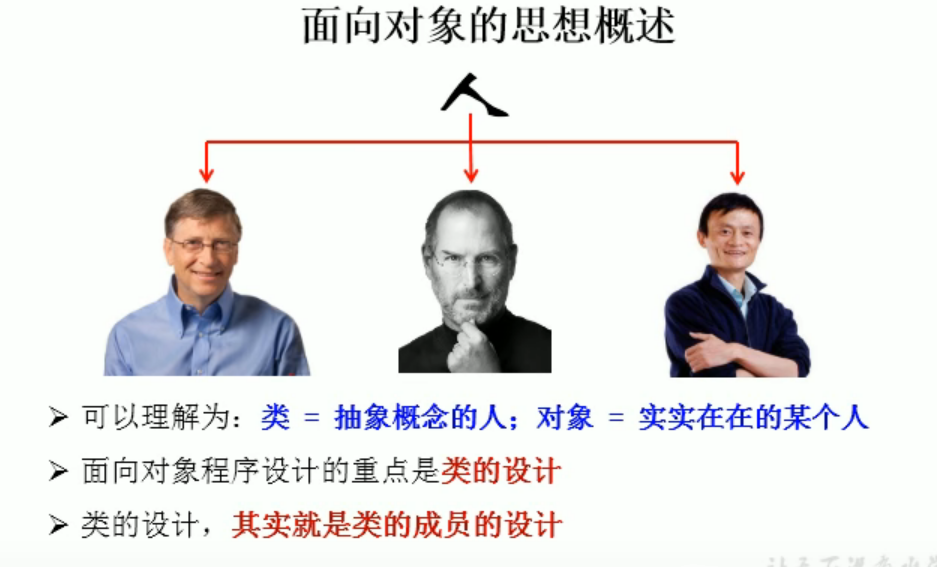 面向对象的思想概述
人
可以理解为：类 = 抽象概念的人；对象 = 实实在在的某个人
面向对象程序设计的重点是类的设计
类的设计，其实就是类的成员的设计